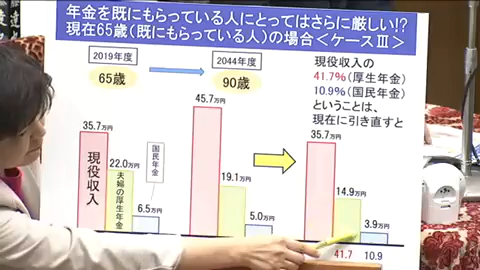 年金を既にもらっている人にとってはさらに厳しい!?
現在65歳(既にもらっている人)の場合<ケースⅢ>
2019年度
65歳
2044年度
90歳
現役収入の
41.7%(厚生年金)
10.9%(国民年金)
ということは、
現在に引き直すと
35.7万円
現役収入
22.0万円
夫婦の厚生年金
6.5万円
国民年金
45.7万円
19.1万円
5.0万円
35.7万円
14.9万円
3.9万円
41.7
10.9